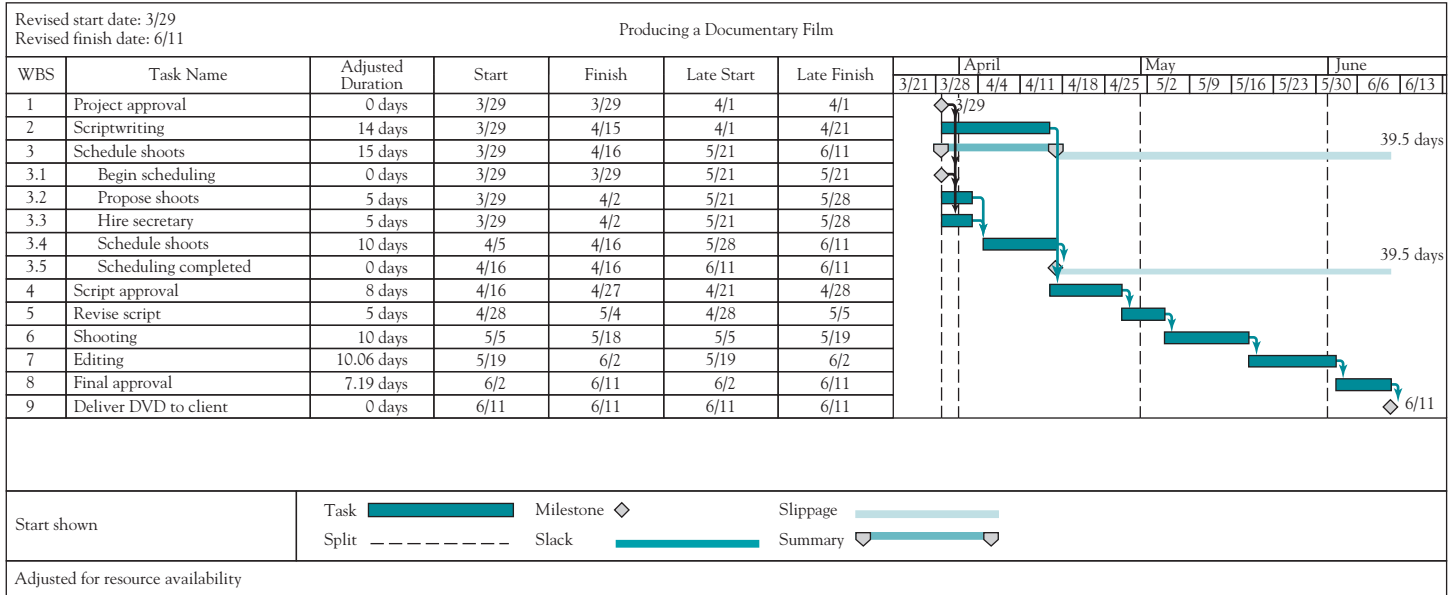 Revised start date: 3/29
Revised finish date: 6/11
Producing a Documentary Film
WBS Task Name Adjusted Duration Start Finish Late Start Late Finish
April May June
3/21 3/28 4/4 4/11 4/18 4/25 5/2 5/9 5/16 5/23 5/30 6/6 6/13
1 Project approval 0 days 3/29 3/29 4/1 4/1 3/29
2 Scriptwriting 14 days 3/29 4/15 4/1 4/21
3 Schedule shoots 15 days 3/29 4/16 5/21 6/11 39.5 days
3.1 Begin scheduling 0 days 3/29 3/29 5/21 5/21
3.2 Propose shoots 5 days 3/29 4/2 5/21 5/28
3.3 Hire secretary 5 days 3/29 4/2 5/21 5/28
3.4 Schedule shoots 10 days 4/5 4/16 5/28 6/11
3.5 Scheduling completed 0 days 4/16 4/16 6/11 6/11 39.5 days
4 Script approval 8 days 4/16 4/27 4/21 4/28
5 Revise script 5 days 4/28 5/4 4/28 5/5
6 Shooting 10 days 5/5 5/18 5/5 5/19
7 Editing 10.06 days 5/19 6/2 5/19 6/2
8 Final approval 7.19 days 6/2 6/11 6/2 6/11
9 Deliver DVD to client 0 days 6/11 6/11 6/11 6/11 6/11
Start shown
Task Milestone Slippage
Split Slack Summary
Adjusted for resource availability